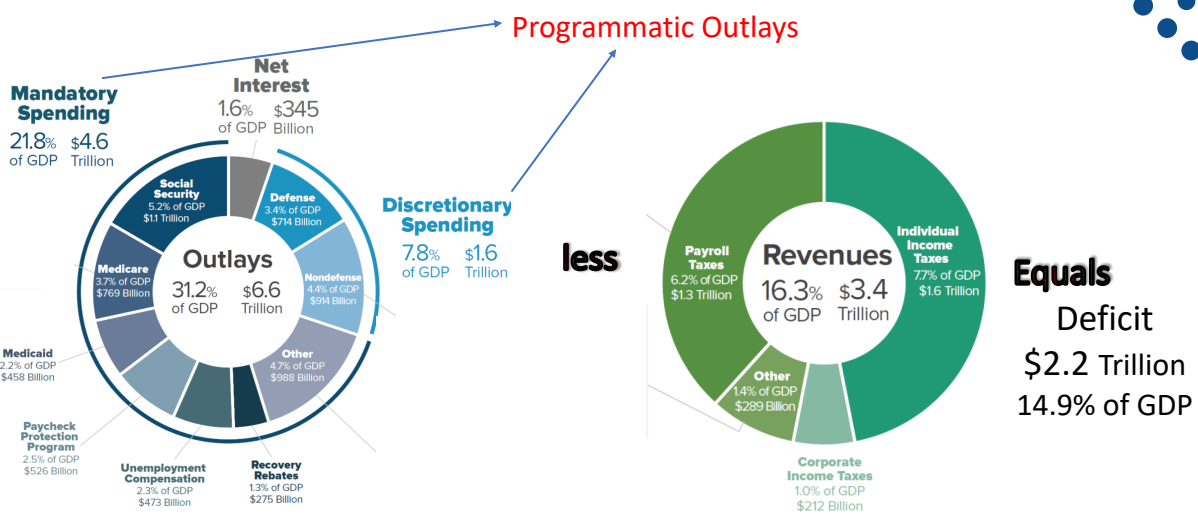 Programmatic Outlays
Net
Interest
1.6% $345
of GDP Billion
Mandatory
Spending
21.8% $4.6
of GDP Trillion
Social
Security
5.2% of GDP
$1.1 Trillion
Defense
3.4% of GDP
$714 Billion
Discretionary
Spending
7.8% $1.6
of GDP Trillion
Medicare
3.7% of GDP
$769 Billion
Outlays
31.2% $6.6
of GDP Trillion
Nondefense
4.4% of GDP
$914 Billion
Medicaid
2.2% of GDP
$458 Billion
Other
4.7% of GDP
$988 Billion
Paycheck
Protection
Program
2.5% of GDP
$526 Billion
Unemployment
Compensation
2.3% of GDP
$473 Billion
Recovery
Rebates
1.3% of GDP
$275 Billion
less
Payroll
Taxes
6.2% of GDP
$1.3 Trillion
Revenues
16.3% $3.4
of GDP Trillion
Individual
Income
Taxes
7.7% of GDP
$1.6 Trillion
Other
1.4% of GDP
$289 Billion
Corporate
Income Taxes
1.0% of GDP
$212 Billion
Equals
Deficit
$2.2 Trillion
14.9% of GDP